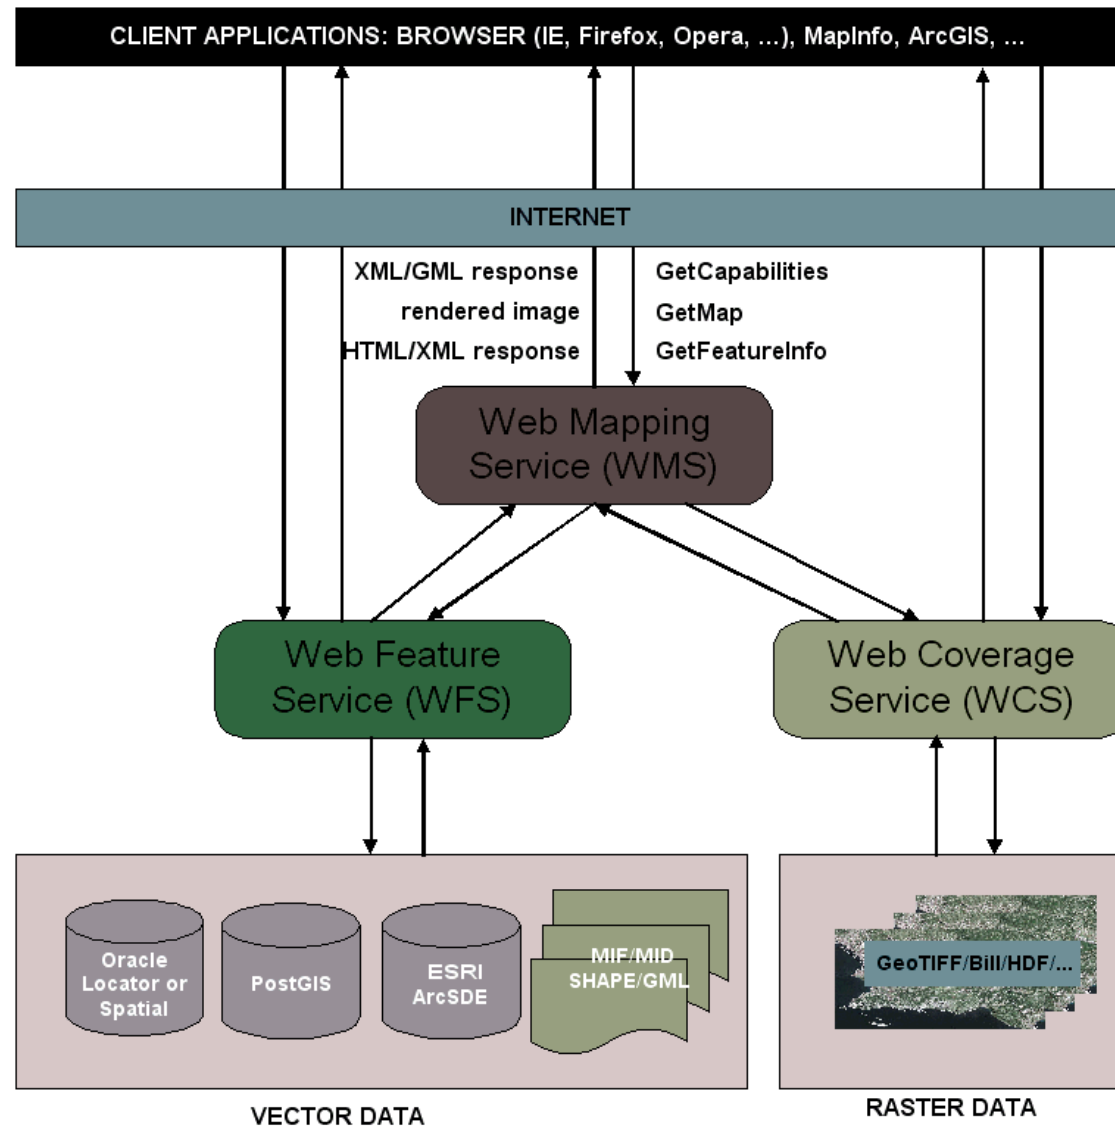 CLIENT APPLICATIONS: BROWSER (IE, Firefox, Opera, ...), MapInfo, ArcGIS, ...
INTERNET
XML/GML response
GetCapabilities
rendered image
GetMap
HTML/XML response
GetFeatureInfo
Web Mapping
Service (WMS)
Web Feature
Service (WFS)
Web Coverage
Service (WCS)
Oracle
Locator or
Spatial
PostGIS
ESRI
ArcSDE
MIF/MID
SHAPE/GML
GeoTIFF/Bill/HDF/...
VECTOR DATA
RASTER DATA